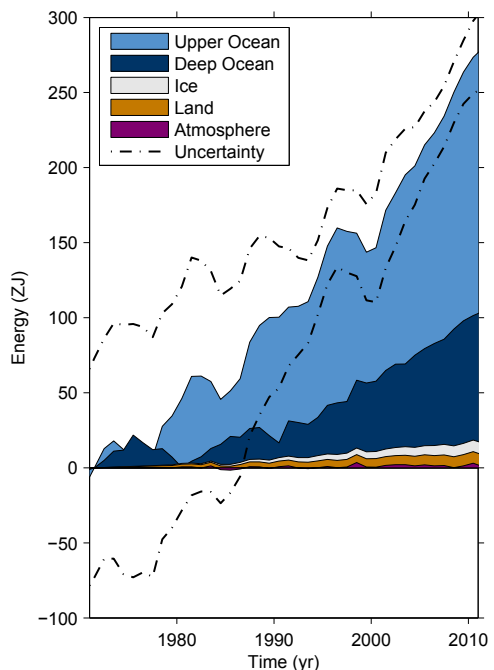 300
250
200
150
100
50
0
−50
−100
Energy (ZJ)
Upper Ocean
Deep Ocean
Ice
Land
Atmosphere
Uncertainty
1980 1990 2000 2010
Time (yr)